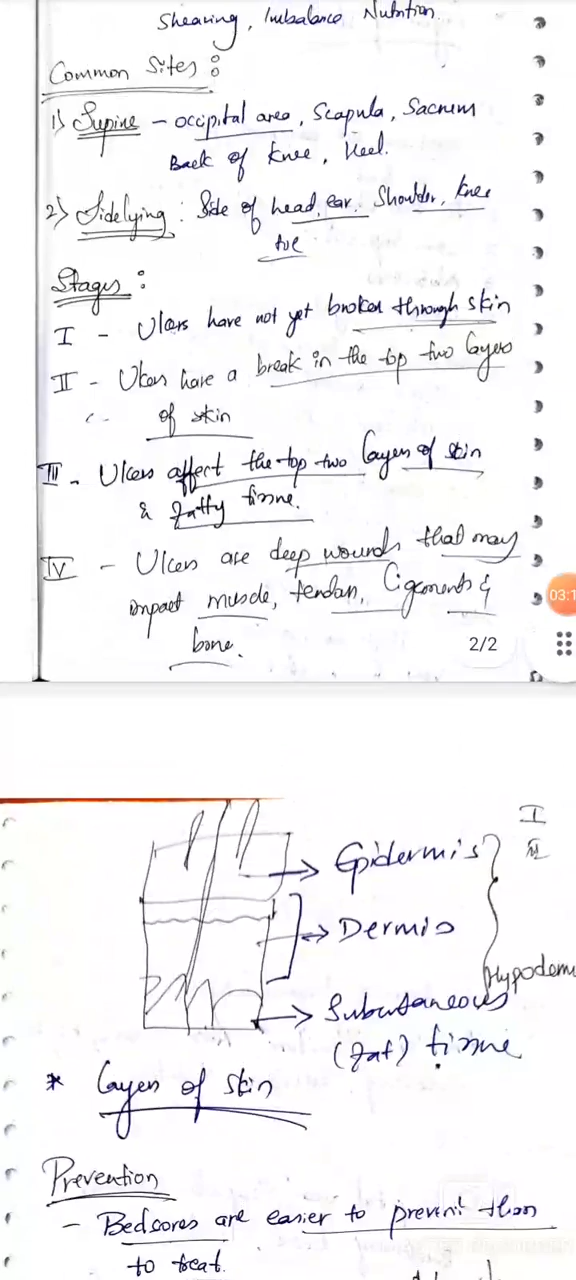 Shearing, Imbalance Nutrition.
Common Sites:
1) Supine - occipital area, Scapula, Sacrum
Back of knee, Heel.
2) Sidelying: Side of head, ear, Shoulder, knee
toe
Stages:
I - Ulcers have not yet broken through skin
II - Ulcers have a break in the top two layers
of skin
III - Ulcers affect the top two layers of skin
& fatty tissue.
IV - Ulcers are deep wounds that may
impact muscle, tendan, ligaments &
bone.
03:1
2/2
I
Epidermis
Dermis
Hypodem
Subcutaneous
(fat) tissue
* Layers of skin
Prevention
- Bedsores are easier to prevent than
to treat.